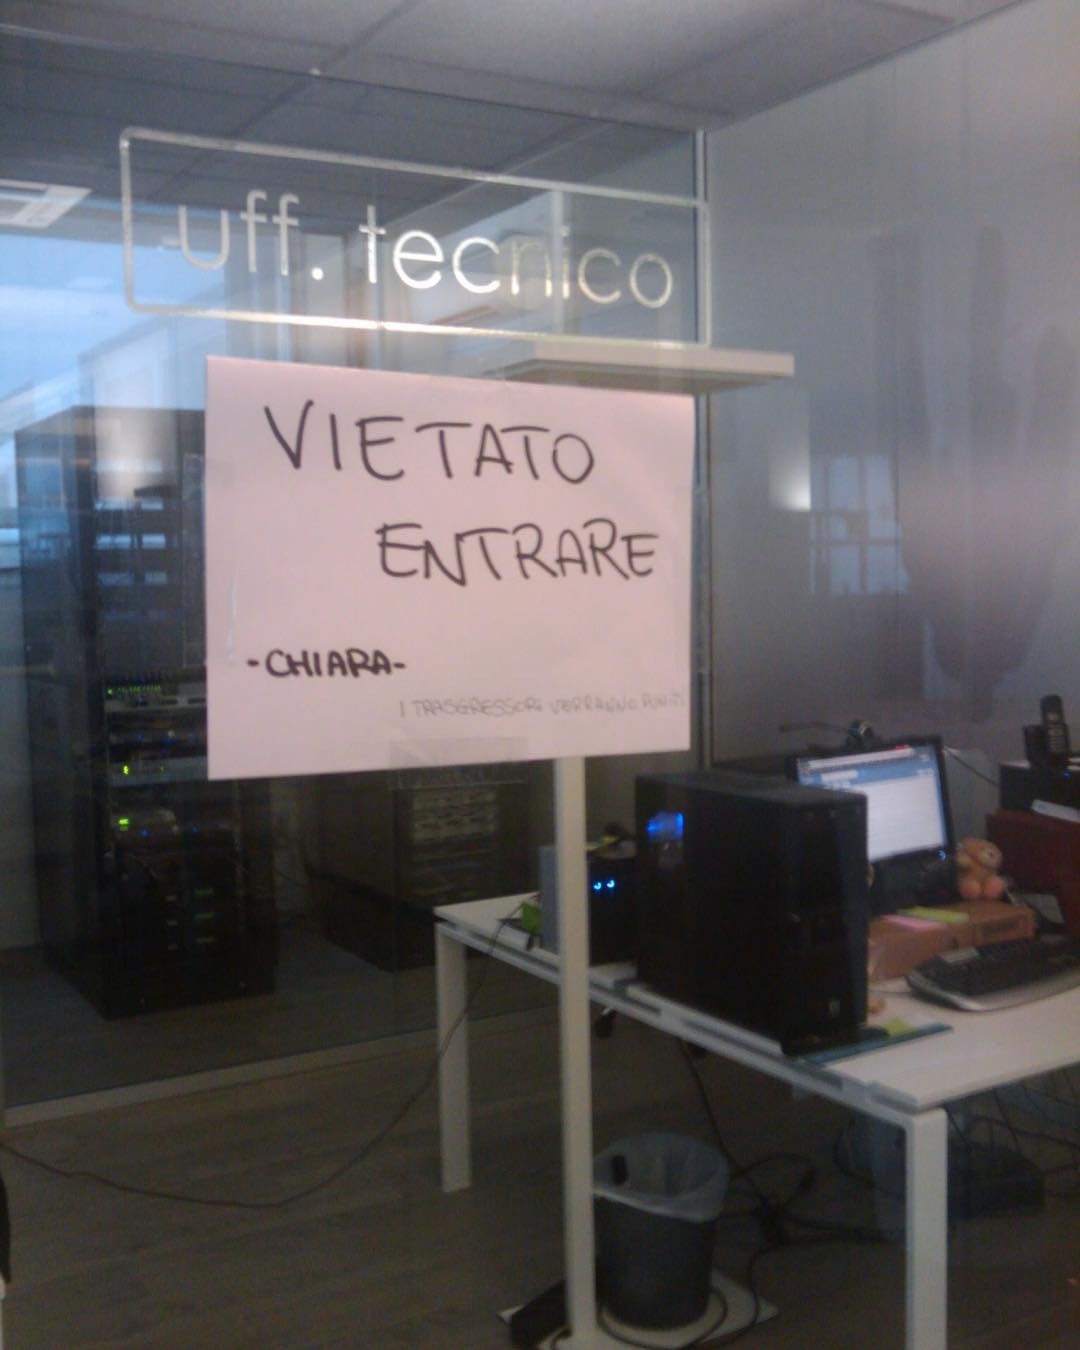 uff. tecnico
VIETATO
ENTRARE
-CHIARA-
I TRASGRESSORI VERRANNO PUNITI